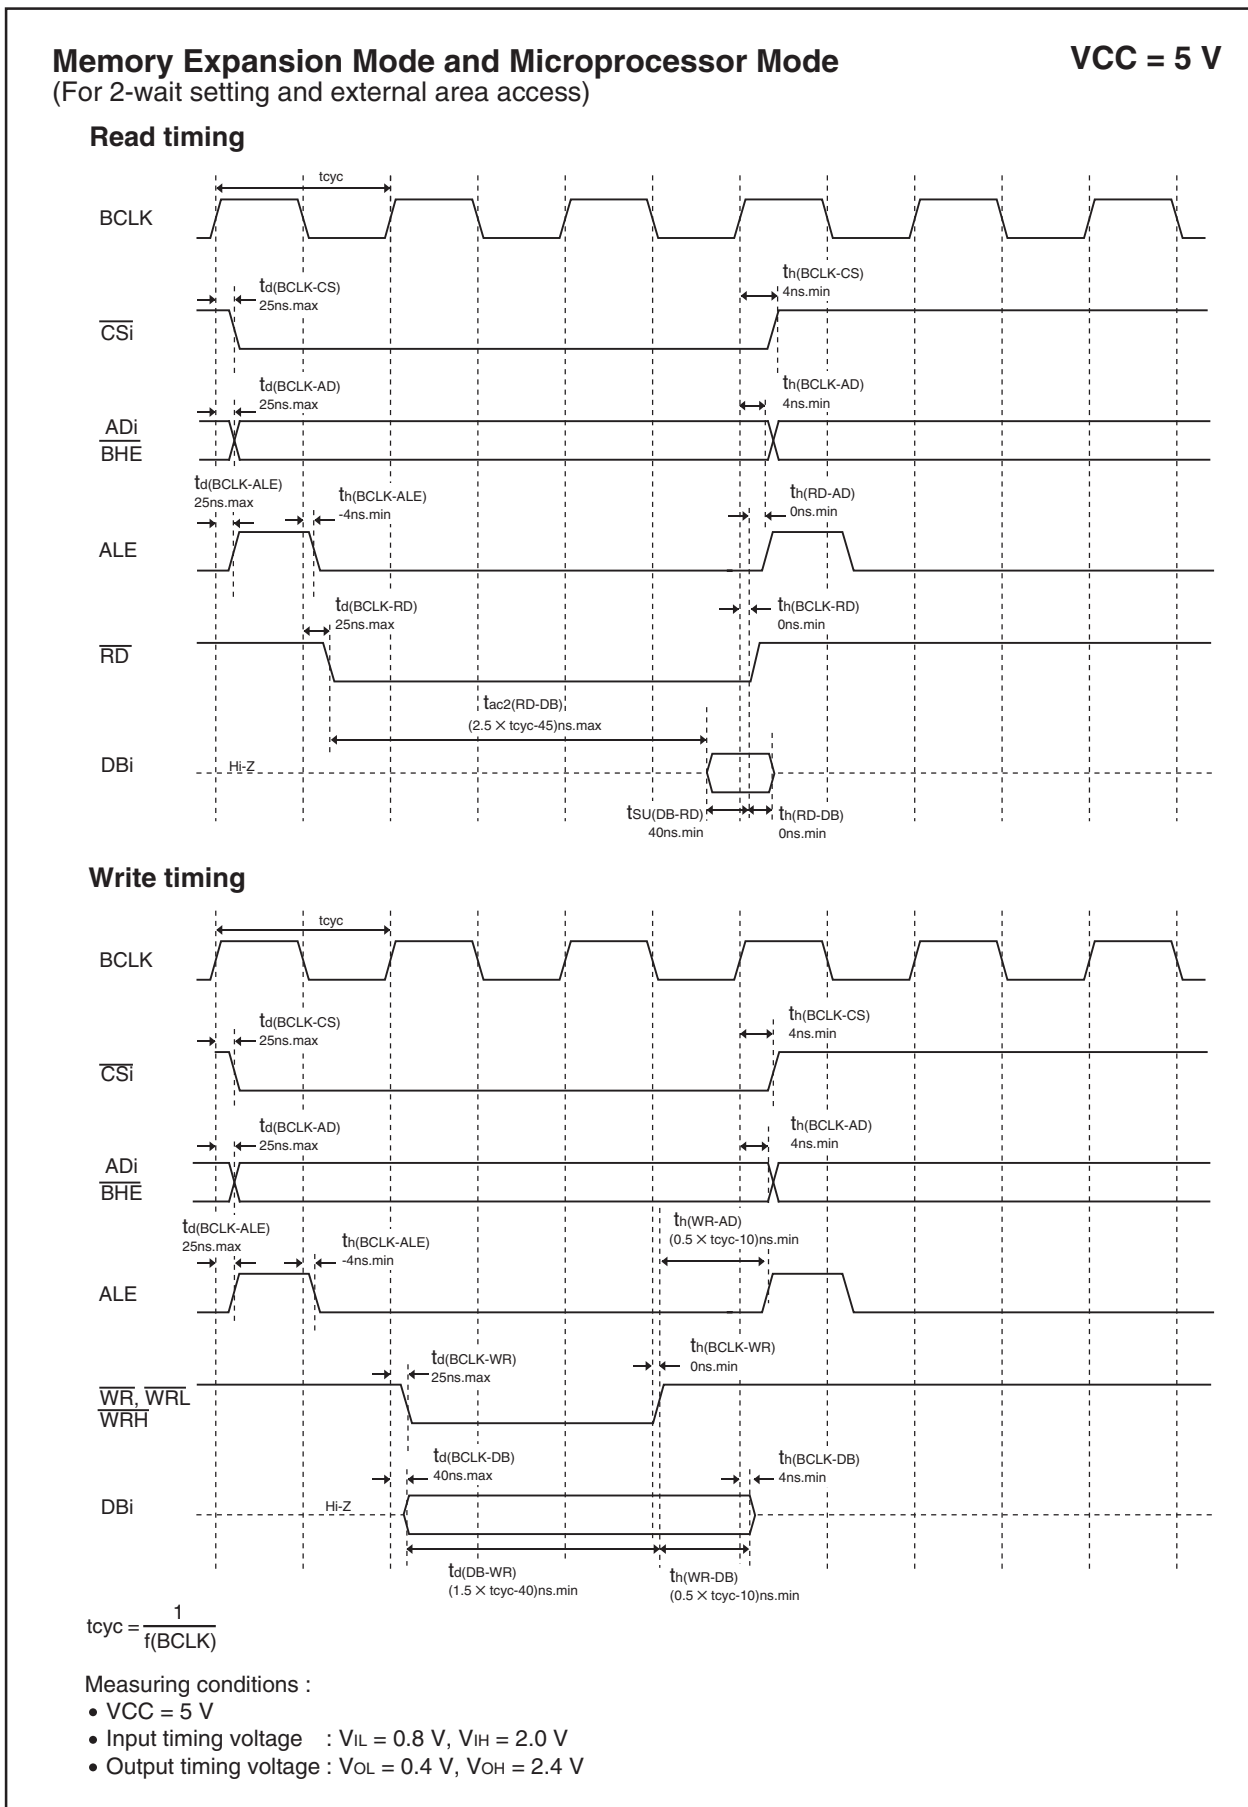 Memory Expansion Mode and Microprocessor Mode
VCC = 5 V
(For 2-wait setting and external area access)
Read timing
tcyc
BCLK
td(BCLK-CS)
25ns.max
th(BCLK-CS)
4ns.min
CSi
td(BCLK-AD)
25ns.max
th(BCLK-AD)
4ns.min
ADi
BHE
td(BCLK-ALE)
25ns.max
th(BCLK-ALE)
-4ns.min
th(RD-AD)
0ns.min
ALE
td(BCLK-RD)
25ns.max
th(BCLK-RD)
0ns.min
RD
tac2(RD-DB)
(2.5 × tcyc-45)ns.max
DBi
Hi-Z
tSU(DB-RD)
40ns.min
th(RD-DB)
0ns.min
Write timing
tcyc
BCLK
td(BCLK-CS)
25ns.max
th(BCLK-CS)
4ns.min
CSi
td(BCLK-AD)
25ns.max
th(BCLK-AD)
4ns.min
ADi
BHE
td(BCLK-ALE)
25ns.max
th(BCLK-ALE)
-4ns.min
th(WR-AD)
(0.5 × tcyc-10)ns.min
ALE
td(BCLK-WR)
25ns.max
th(BCLK-WR)
0ns.min
WR, WRL
WRH
td(BCLK-DB)
40ns.max
th(BCLK-DB)
4ns.min
DBi
Hi-Z
td(DB-WR)
(1.5 × tcyc-40)ns.min
th(WR-DB)
(0.5 × tcyc-10)ns.min
tcyc = 1
f(BCLK)
Measuring conditions :
• VCC = 5 V
• Input timing voltage : VIL = 0.8 V, VIH = 2.0 V
• Output timing voltage : VOL = 0.4 V, VOH = 2.4 V